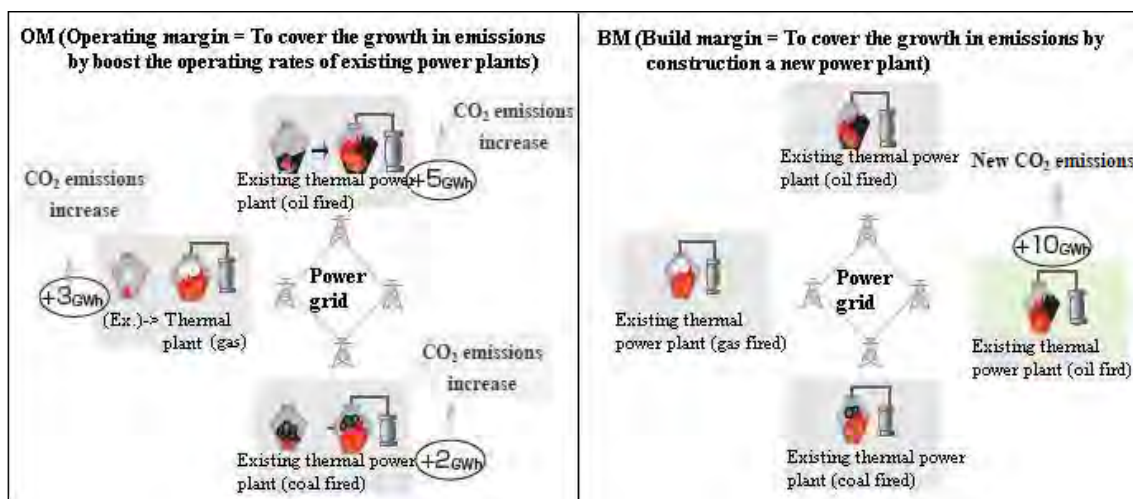 OM (Operating margin = To cover the growth in emissions
by boost the operating rates of existing power plants)
CO₂ emissions
increase
Existing thermal power
plant (oil fired)
+5GWh
CO₂ emissions
increase
+3GWh
(Ex.)-> Thermal
plant (gas)
Power
grid
CO₂ emissions
increase
Existing thermal power
plant (coal fired)
+2GWh
BM (Build margin = To cover the growth in emissions by
construction a new power plant)
Existing thermal power
plant (oil fired)
New CO₂ emissions
+10GWh
Existing thermal
power plant (gas fired)
Power
grid
Existing thermal
power plant (oil fird)
Existing thermal power
plant (coal fired)